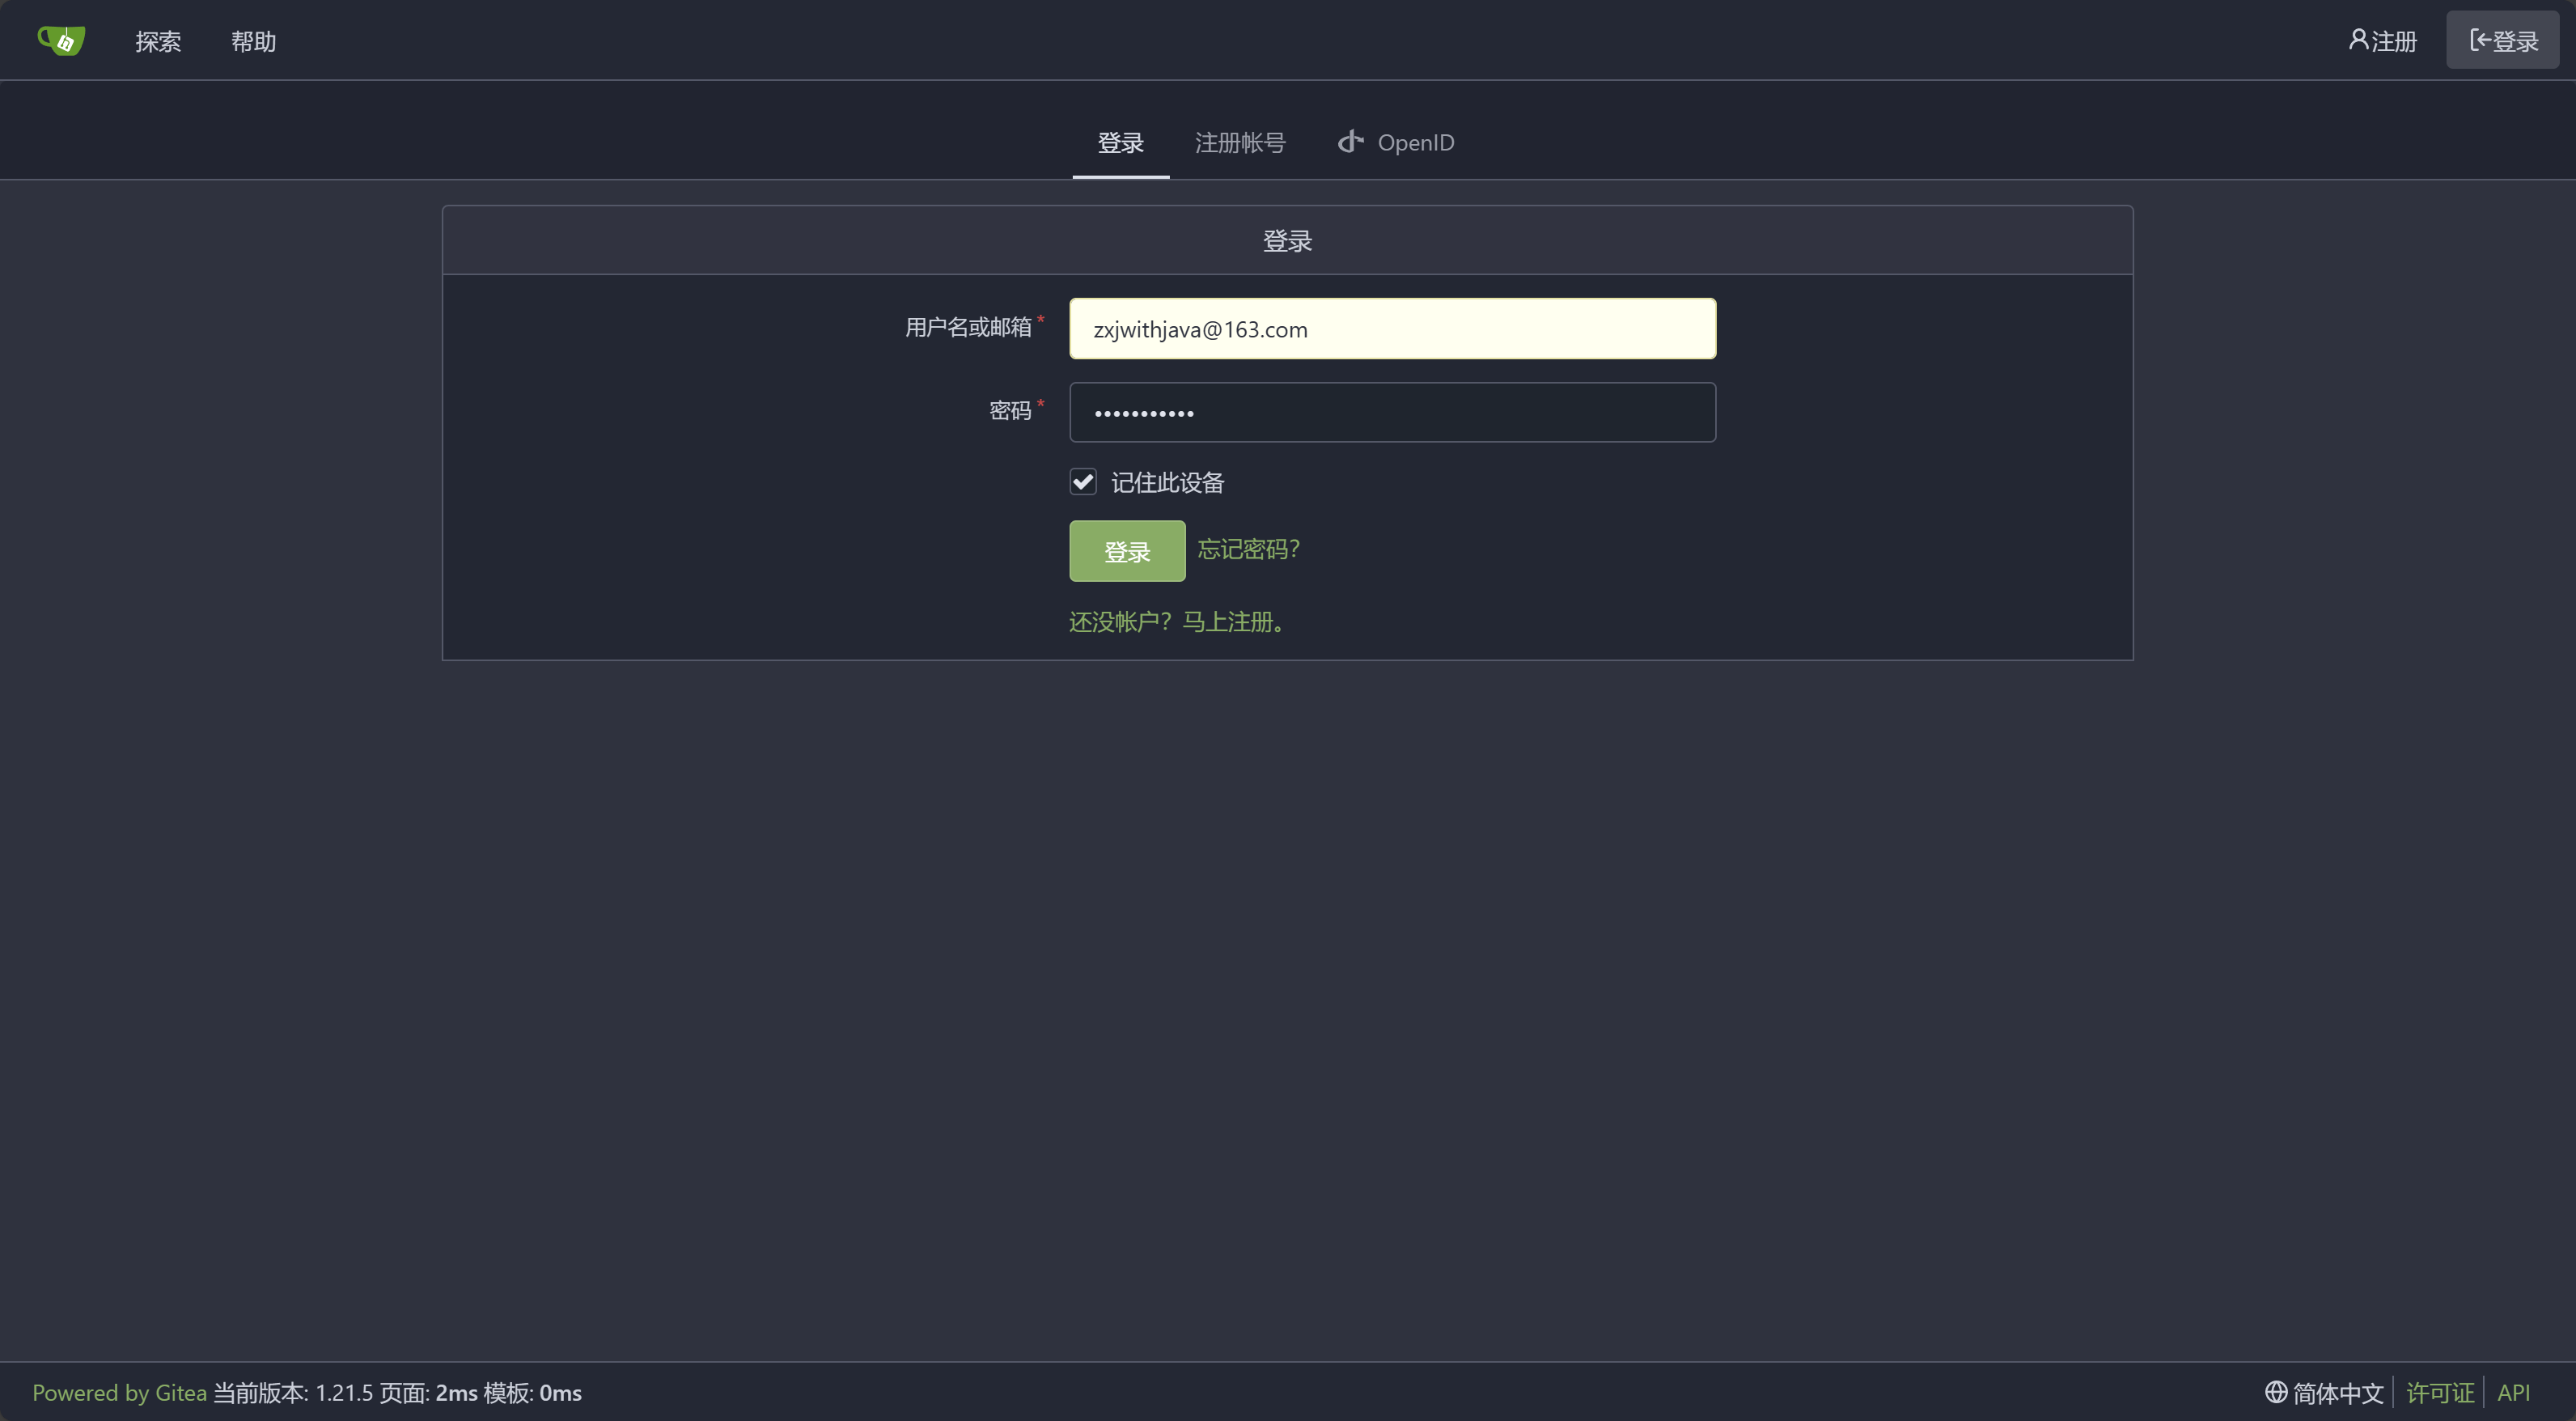 探索 帮助 注册 登录
登录 注册帐号 OpenID
登录
用户名或邮箱 *
zxjwithjava@163.com
密码 *
•••••••••••
记住此设备
登录 忘记密码?
还没帐户？马上注册。
Powered by Gitea 当前版本: 1.21.5 页面: 2ms 模板: 0ms
简体中文 许可证 API